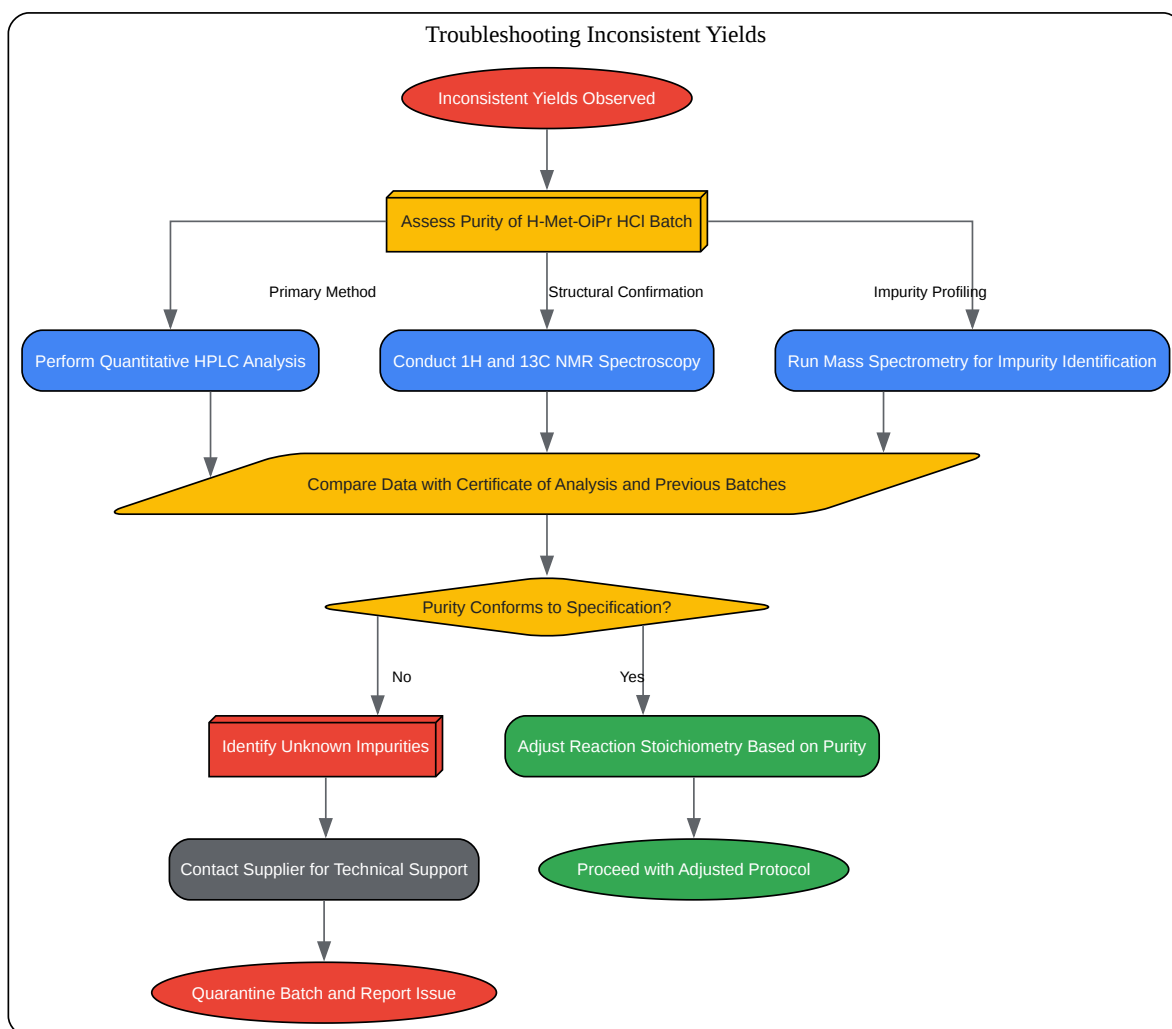 Troubleshooting Inconsistent Yields
Inconsistent Yields Observed
Assess Purity of H-Met-OiPr HCl Batch
Primary Method
Structural Confirmation
Impurity Profiling
Perform Quantitative HPLC Analysis
Conduct 1H and 13C NMR Spectroscopy
Run Mass Spectrometry for Impurity Identification
Compare Data with Certificate of Analysis and Previous Batches
Purity Conforms to Specification?
No
Yes
Identify Unknown Impurities
Adjust Reaction Stoichiometry Based on Purity
Contact Supplier for Technical Support
Proceed with Adjusted Protocol
Quarantine Batch and Report Issue